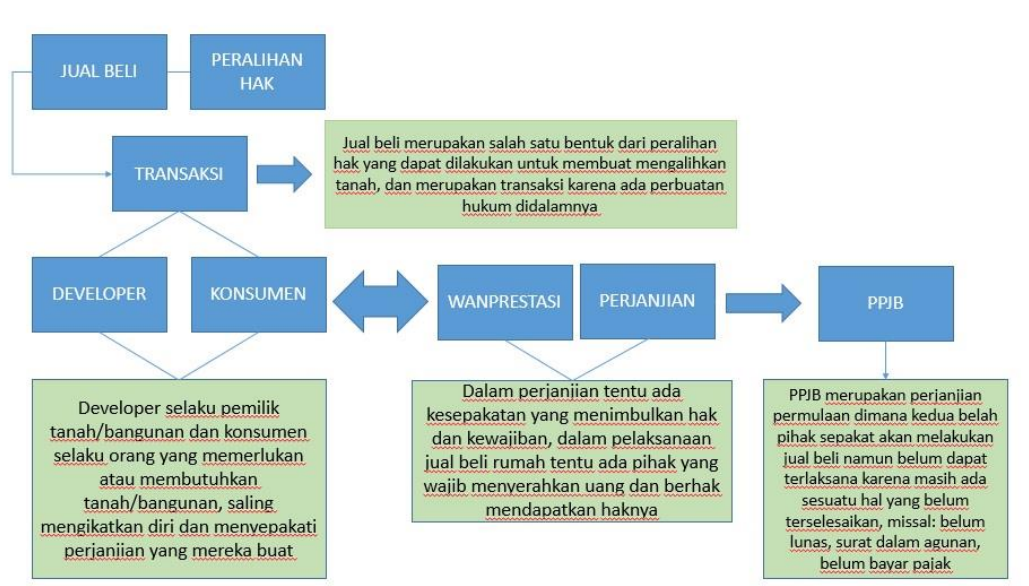 JUAL BELI
PERALIHAN
HAK
TRANSAKSI
Jual beli merupakan salah satu bentuk dari peralihan
hak yang dapat dilakukan untuk membuat mengalihkan
tanah, dan merupakan transaksi karena ada perbuatan
hukum didalamnya
DEVELOPER
KONSUMEN
WANPRESTASI
PERJANJIAN
PPJB
Developer selaku pemilik
tanah/bangunan dan konsumen
selaku orang yang memerlukan
atau membutuhkan
tanah/bangunan, saling
mengikatkan diri dan menyepakati
perjanjian yang mereka buat
Dalam perjanjian tentu ada
kesepakatan yang menimbulkan hak
dan kewajiban, dalam pelaksanaan
jual beli rumah tentu ada pihak yang
wajib menyerahkan uang dan berhak
mendapatkan haknya
PPJB merupakan perjanjian
permulaan dimana kedua belah
pihak sepakat akan melakukan
jual beli namun belum dapat
terlaksana karena masih ada
sesuatu hal yang belum
terselesaikan, missal: belum
lunas, surat dalam agunan,
belum bayar pajak